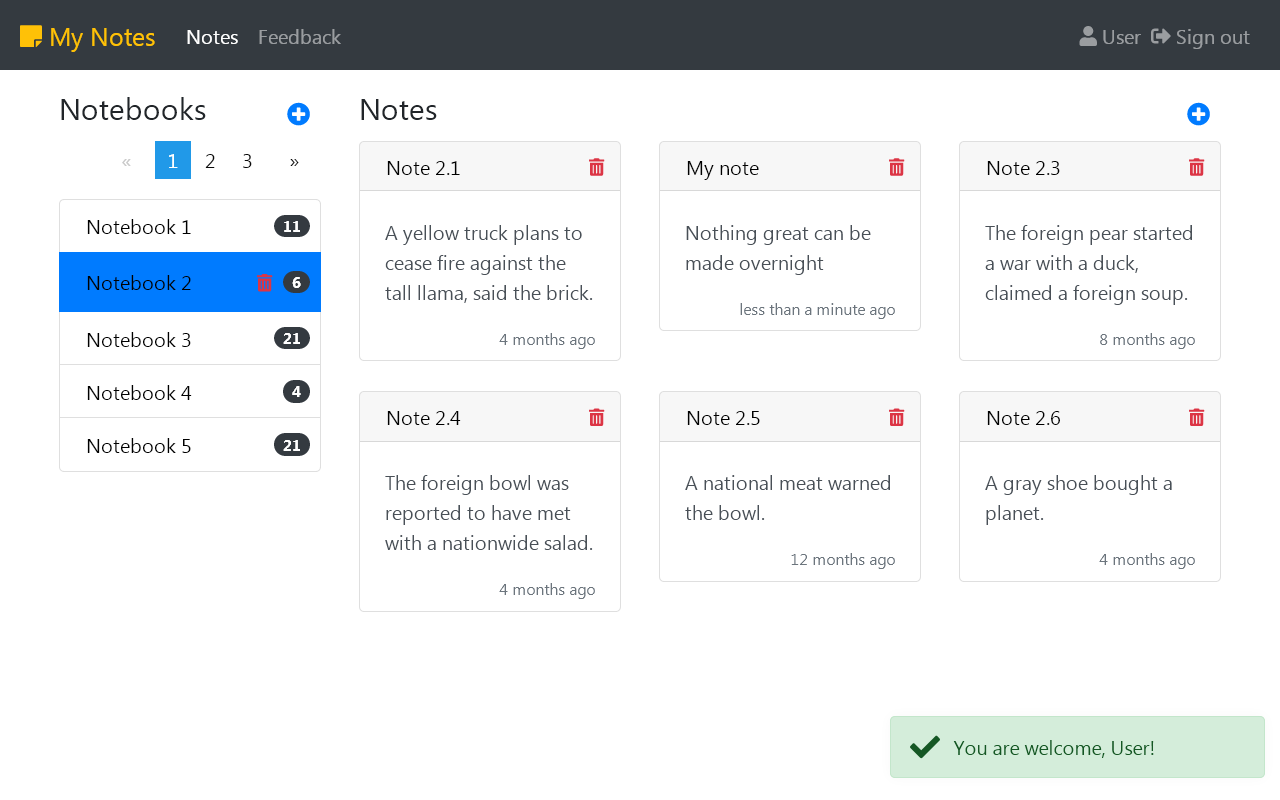 My Notes Notes Feedback User Sign out
Notebooks
« 1 2 3 »
Notebook 1 11
Notebook 2 6
Notebook 3 21
Notebook 4 4
Notebook 5 21
Notes
Note 2.1
A yellow truck plans to
cease fire against the
tall llama, said the brick.
4 months ago
My note
Nothing great can be
made overnight
less than a minute ago
Note 2.3
The foreign pear started
a war with a duck,
claimed a foreign soup.
8 months ago
Note 2.4
The foreign bowl was
reported to have met
with a nationwide salad.
4 months ago
Note 2.5
A national meat warned
the bowl.
12 months ago
Note 2.6
A gray shoe bought a
planet.
4 months ago
You are welcome, User!